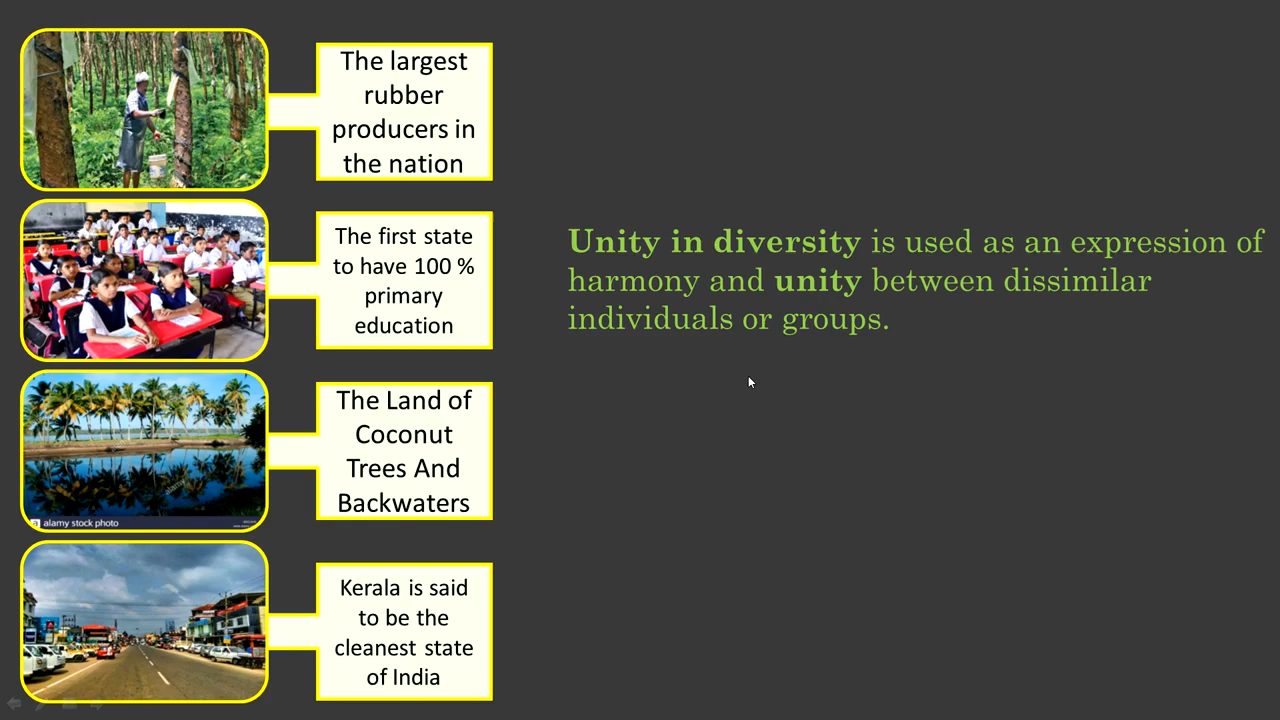 The largest
rubber
producers in
the nation
The first state
to have 100 %
primary
education
The Land of
Coconut
Trees And
Backwaters
alamy stock photo
Kerala is said
to be the
cleanest state
of India
Unity in diversity is used as an expression of
harmony and unity between dissimilar
individuals or groups.